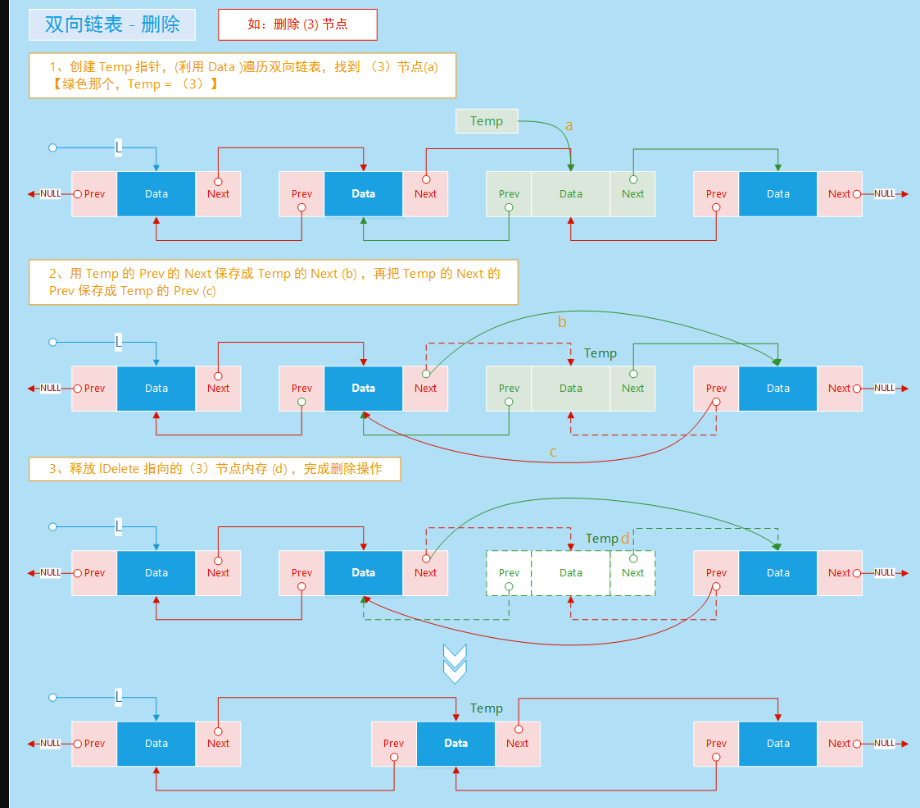 双向链表 - 删除
如：删除 (3) 节点
1、创建 Temp 指针，(利用 Data )遍历双向链表，找到 （3）节点(a)
【绿色那个，Temp = （3）】
Temp
a
L
NULL Prev Data Next Prev Data Next Prev Data Next Prev Data Next NULL
2、用 Temp 的 Prev 的 Next 保存成 Temp 的 Next (b) ，再把 Temp 的 Next 的
Prev 保存成 Temp 的 Prev (c)
b
L
Temp
NULL Prev Data Next Prev Data Next Prev Data Next Prev Data Next NULL
c
3、释放 lDelete 指向的（3）节点内存 (d) ，完成删除操作
L
Temp d
NULL Prev Data Next Prev Data Next Prev Data Next Prev Data Next NULL
L
Temp
NULL Prev Data Next Prev Data Next Prev Data Next NULL